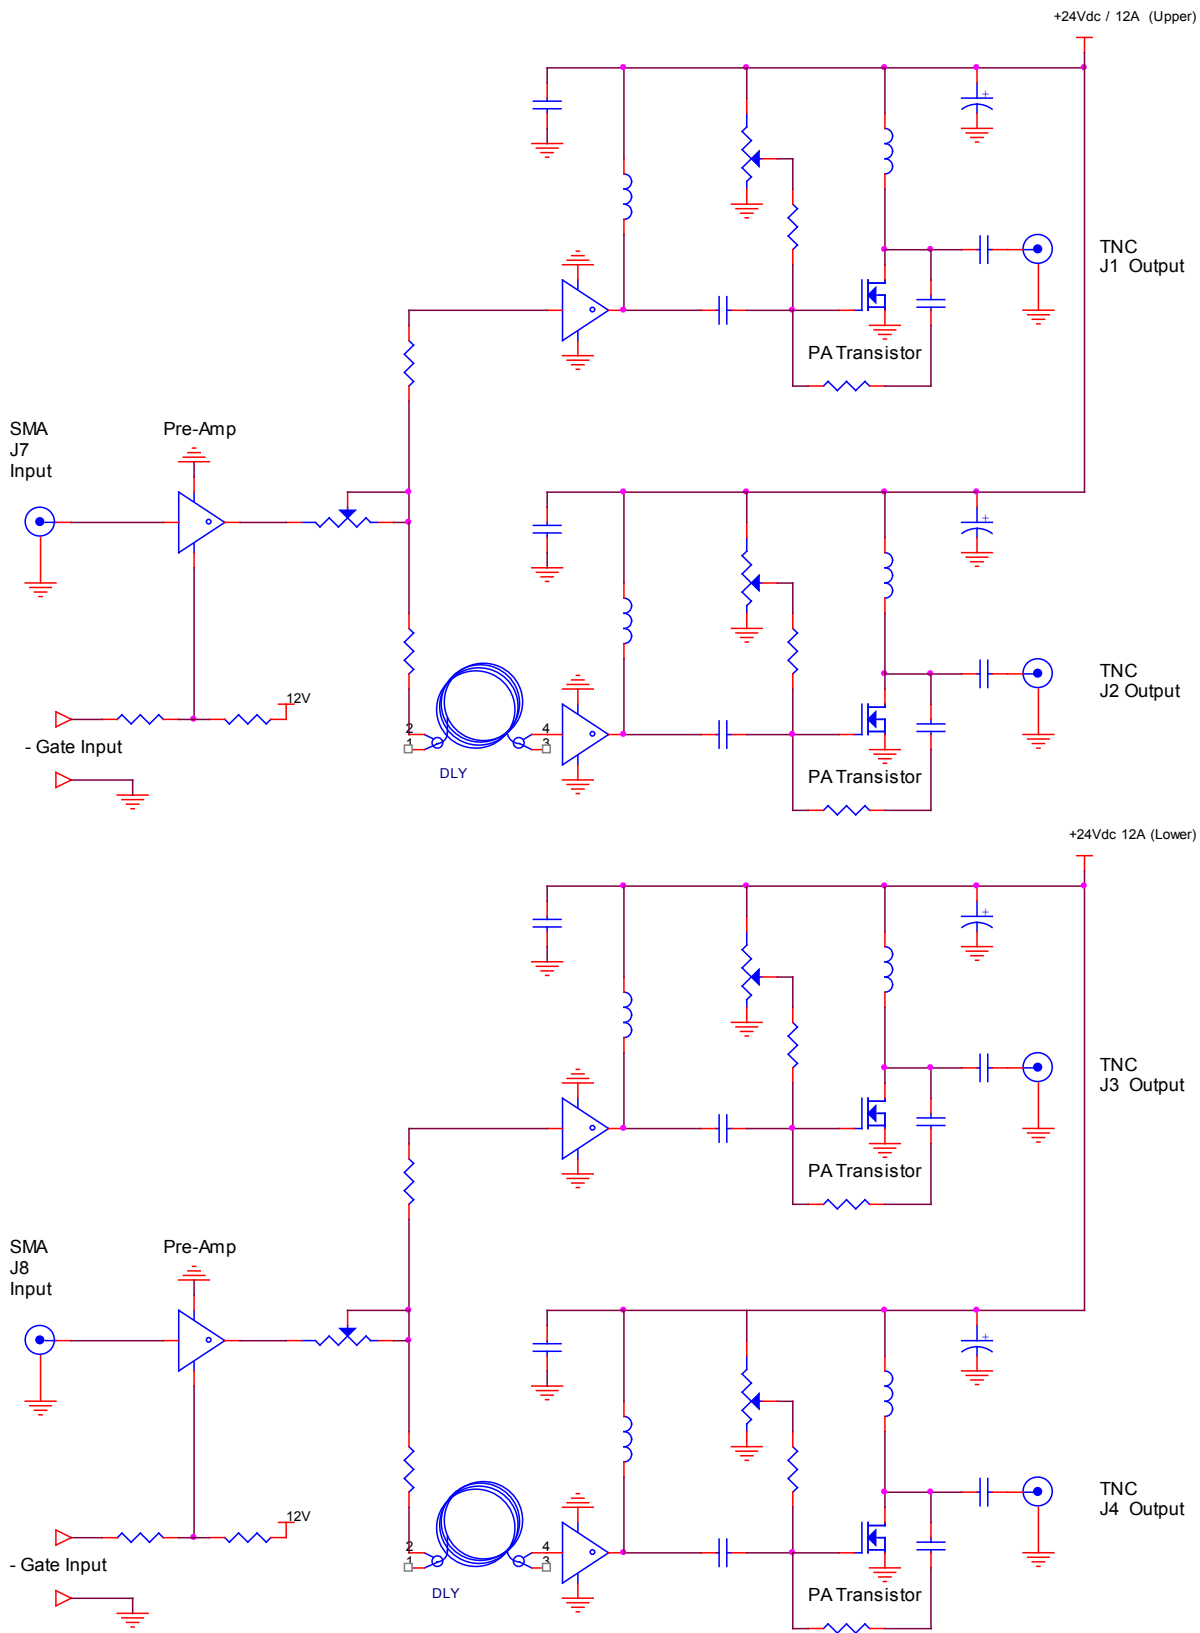 +24Vdc / 12A (Upper)
TNC
J1 Output
PA Transistor
SMA
J7
Input
Pre-Amp
+
+
TNC
J2 Output
12V
- Gate Input
2
1
4
3
DLY
PA Transistor
+24Vdc 12A (Lower)
+
TNC
J3 Output
PA Transistor
SMA
J8
Input
Pre-Amp
+
TNC
J4 Output
12V
- Gate Input
2
1
4
3
DLY
PA Transistor